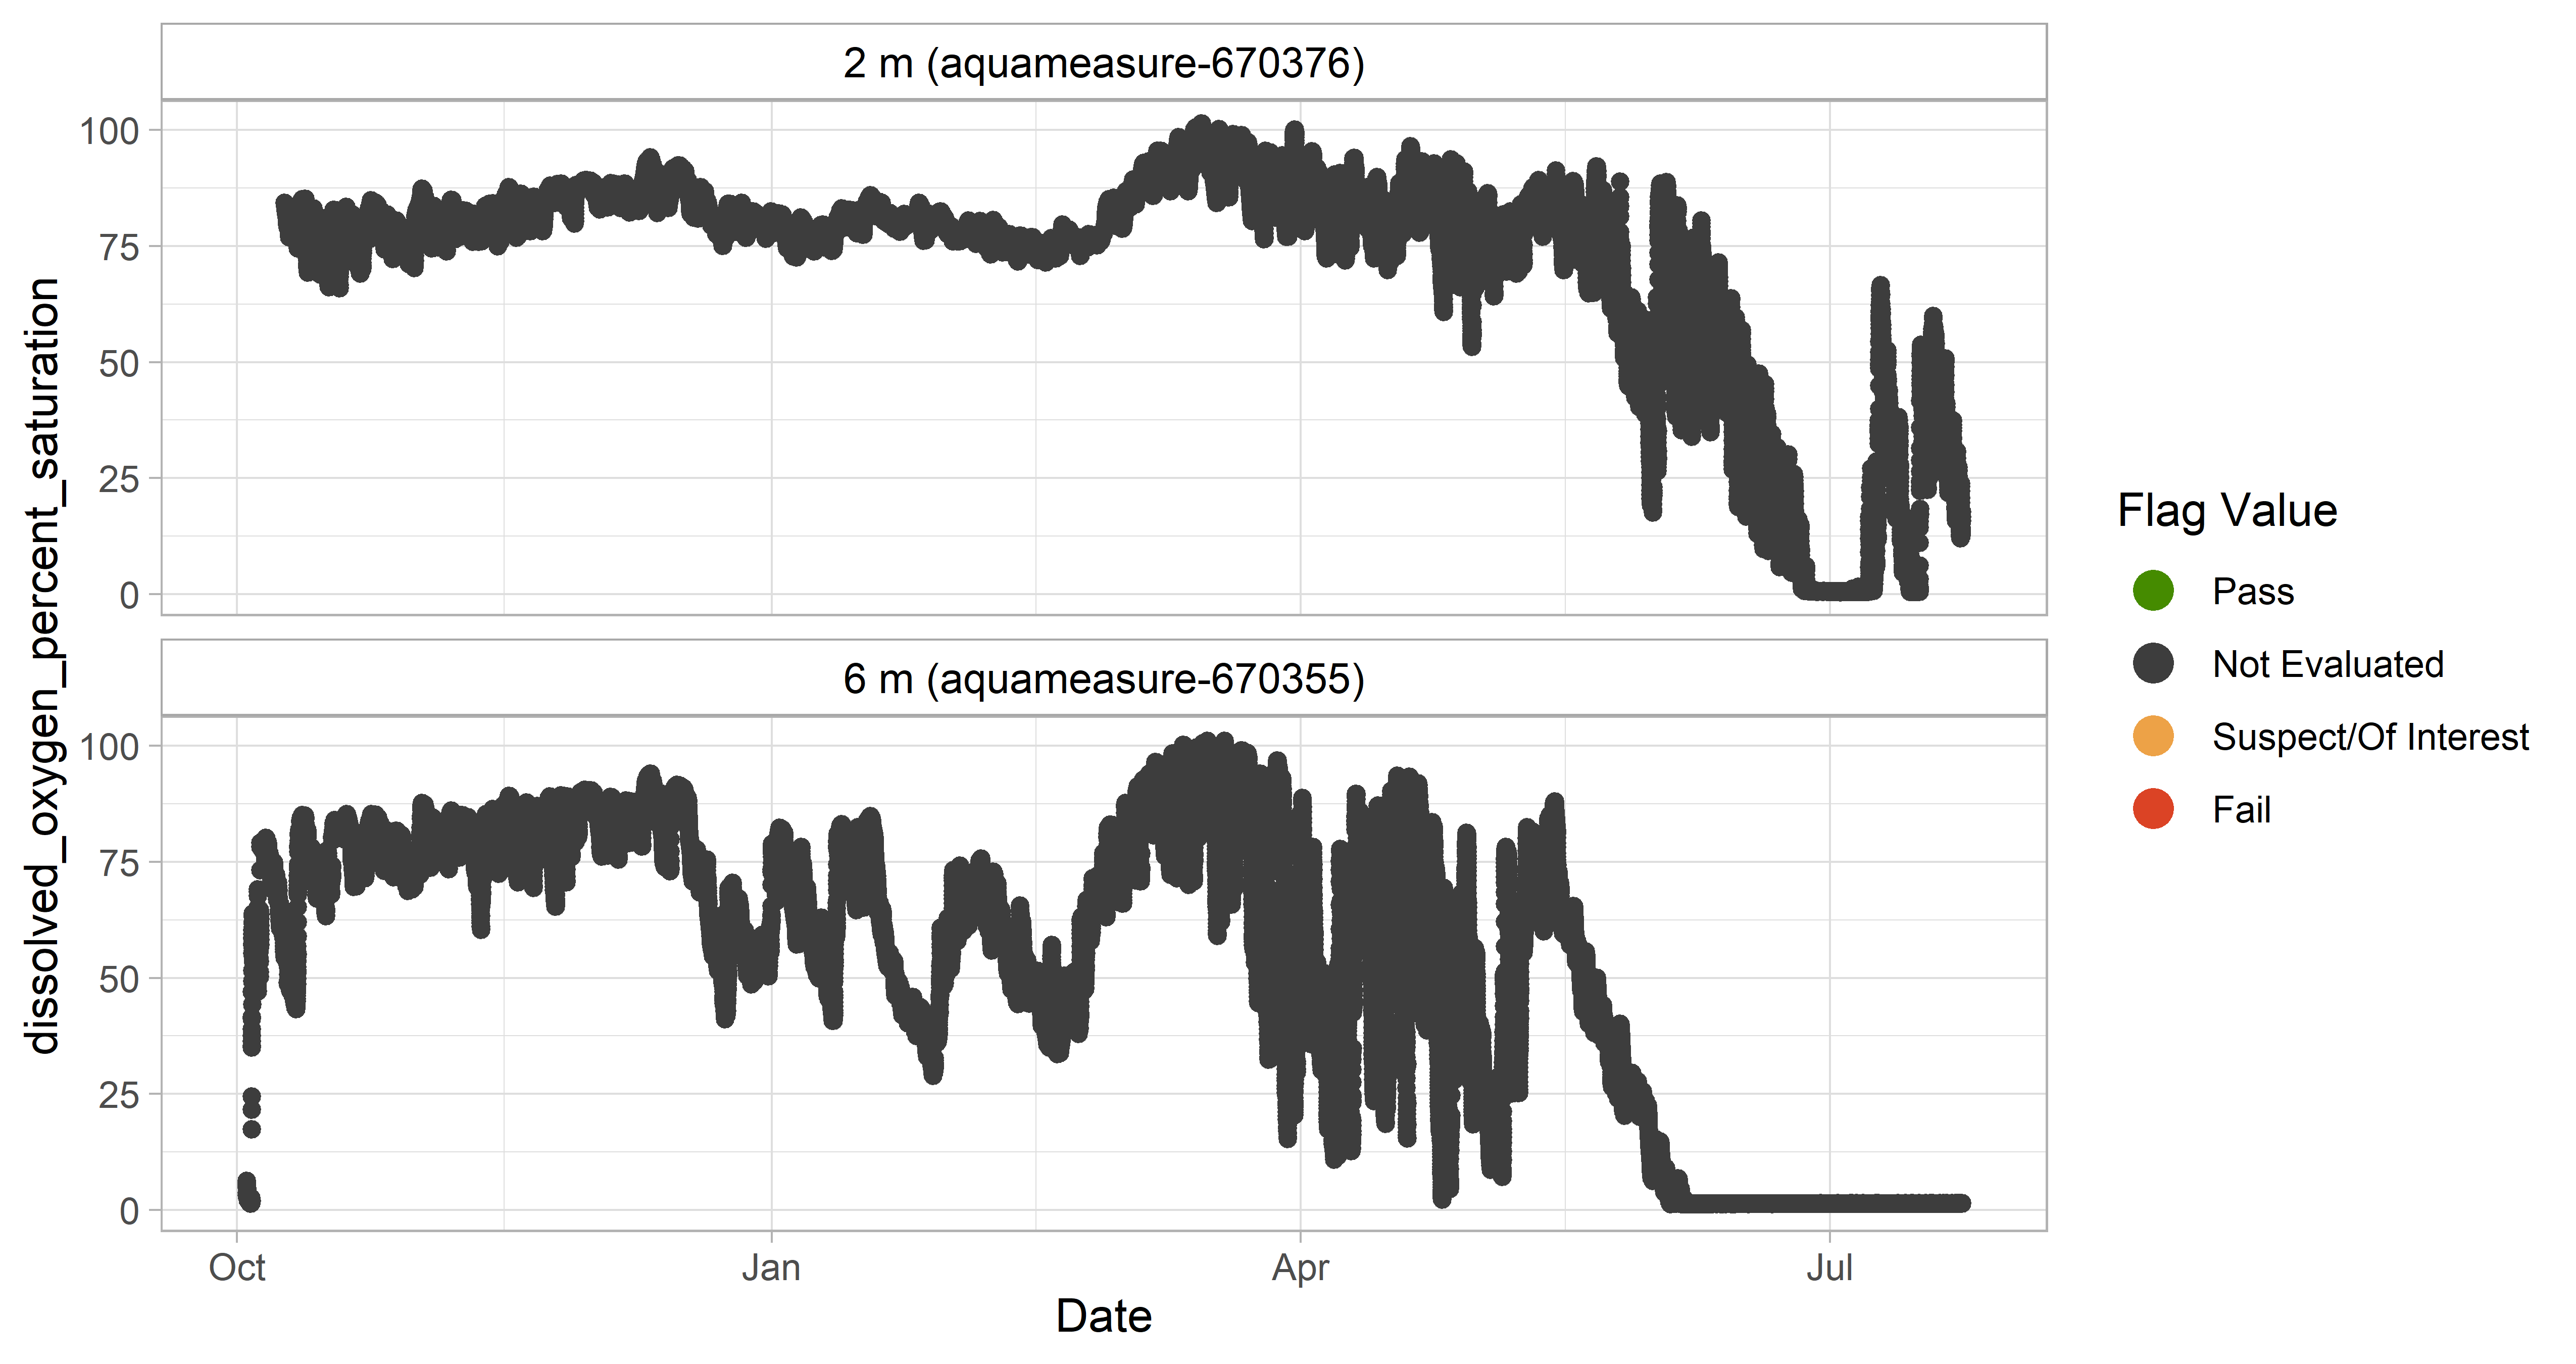 2 m (aquameasure-670376)
100
75
50
25
0
6 m (aquameasure-670355)
100
75
50
25
0
Oct
Jan
Apr
Jul
Date
dissolved_oxygen_percent_saturation
Flag Value
Pass
Not Evaluated
Suspect/Of Interest
Fail